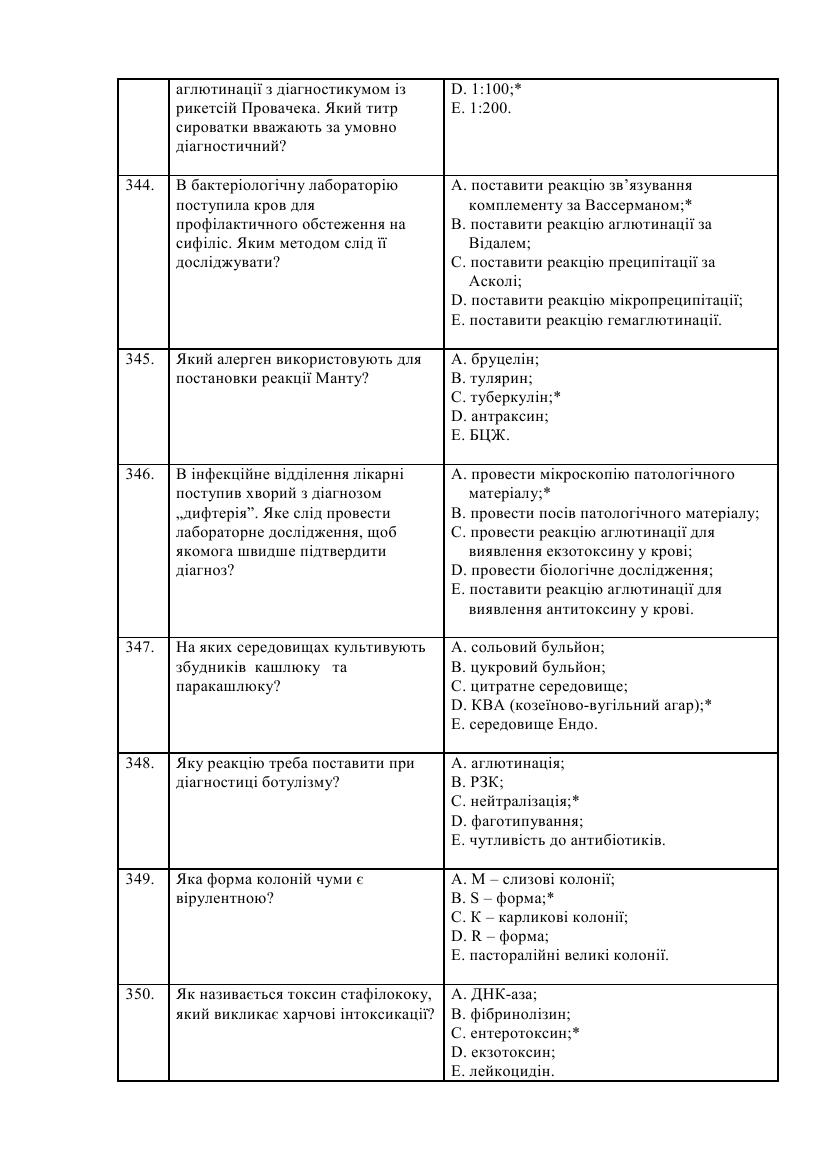 аглютинації з діагностикумом із
рикетсій Провачека. Який титр
сироватки вважають за умовно
діагностичний?
D. 1:100;*
E. 1:200.
344.
В бактеріологічну лабораторію
поступила кров для
профілактичного обстеження на
сифіліс. Яким методом слід її
досліджувати?
A. поставити реакцію зв’язування
комплементу за Вассерманом;*
B. поставити реакцію аглютинації за
Відалем;
C. поставити реакцію преципітації за
Асколі;
D. поставити реакцію мікропреципітації;
E. поставити реакцію гемаглютинації.
345.
Який алерген використовують для
постановки реакції Манту?
A. бруцелін;
B. тулярин;
C. туберкулін;*
D. антраксин;
E. БЦЖ.
346.
В інфекційне відділення лікарні
поступив хворий з діагнозом
„дифтерія”. Яке слід провести
лабораторне дослідження, щоб
якомога швидше підтвердити
діагноз?
A. провести мікроскопію патологічного
матеріалу;*
B. провести посів патологічного матеріалу;
C. провести реакцію аглютинації для
виявлення екзотоксину у крові;
D. провести біологічне дослідження;
E. поставити реакцію аглютинації для
виявлення антитоксину у крові.
347.
На яких середовищах культивують
збудників кашлюку та
паракашлюку?
A. сольовий бульйон;
B. цукровий бульйон;
C. цитратне середовище;
D. КВА (козеїново-вугільний агар);*
E. середовище Ендо.
348.
Яку реакцію треба поставити при
діагностиці ботулізму?
A. аглютинація;
B. РЗК;
C. нейтралізація;*
D. фаготипування;
E. чутливість до антибіотиків.
349.
Яка форма колоній чуми є
вірулентною?
A. М – слизові колонії;
B. S – форма;*
C. К – карликові колонії;
D. R – форма;
E. пасторалійні великі колонії.
350.
Як називається токсин стафілококу,
який викликає харчові інтоксикації?
A. ДНК-аза;
B. фібринолізин;
C. ентеротоксин;*
D. екзотоксин;
E. лейкоцидін.